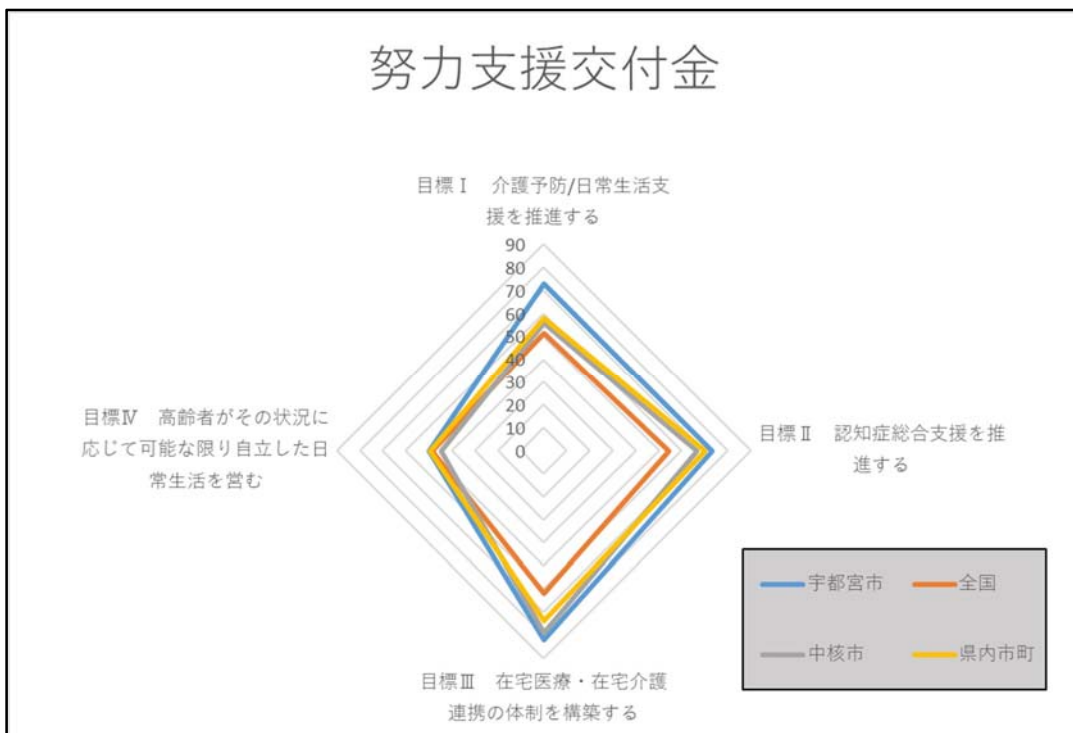 努力支援交付金
目標Ⅰ　介護予防/日常生活支
援を推進する
90
80
70
60
50
40
30
20
10
0
目標Ⅱ　認知症総合支援を推
進する
目標Ⅳ　高齢者がその状況に
応じて可能な限り自立した日
常生活を営む
目標Ⅲ　在宅医療・在宅介護
連携の体制を構築する
宇都宮市　全国
中核市　県内市町